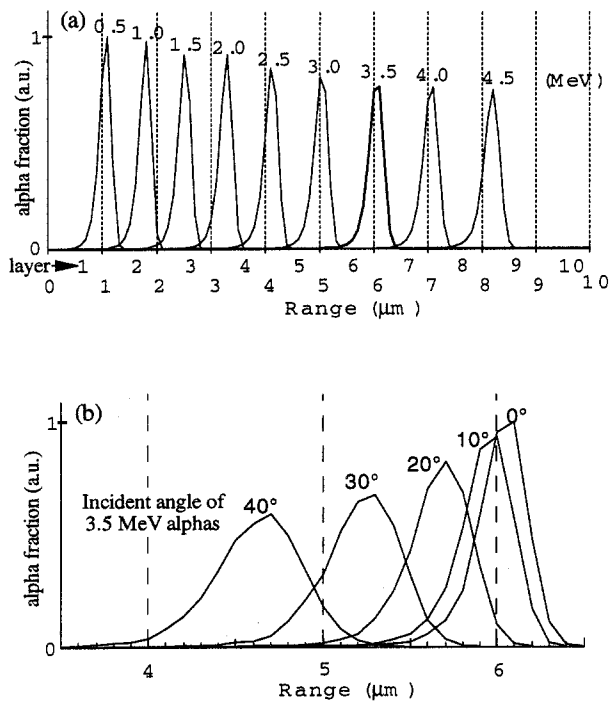 (a)
0.5 1.0 1.5 2.0 2.5 3.0 3.5 4.0 4.5 (MeV)
1
alpha fraction (a.u.)
0
layer 1 2 3 4 5 6 7 8 9 10
0 1 2 3 4 5 6 7 8 9 10
Range (μm)
(b)
1
0°
10°
20°
30°
40°
Incident angle of
3.5 MeV alphas
alpha fraction (a.u.)
0
4 5 6
Range (μm)